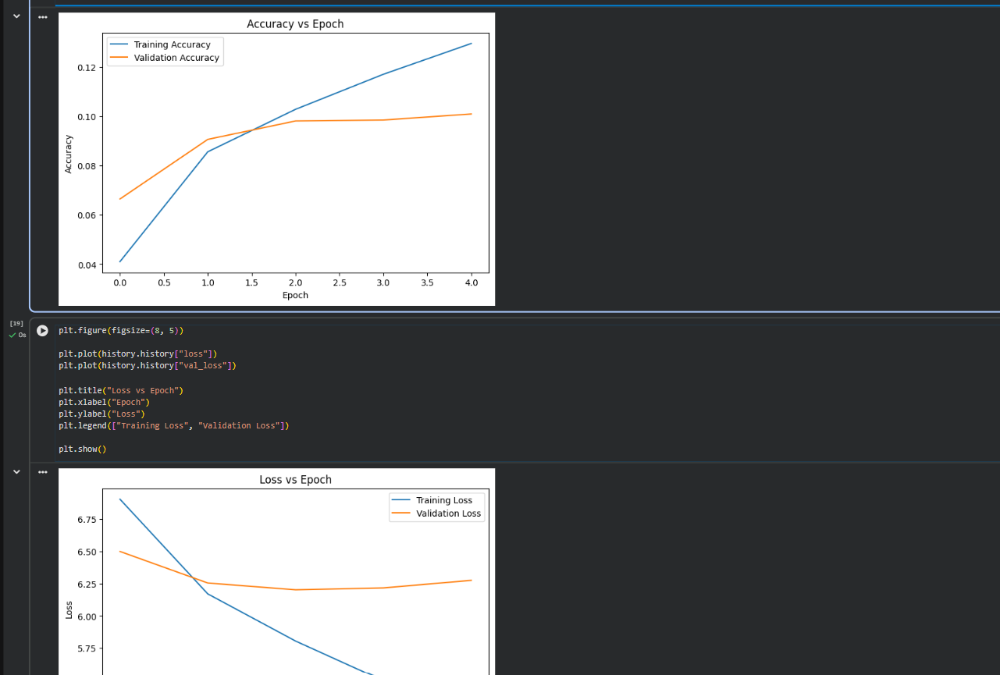 Accuracy vs Epoch
Training Accuracy
Validation Accuracy
0.12
0.10
0.08
0.06
0.04
Accuracy
0.0 0.5 1.0 1.5 2.0 2.5 3.0 3.5 4.0
Epoch
[19]
0s
plt.figure(figsize=(8, 5))
plt.plot(history.history["loss"])
plt.plot(history.history["val_loss"])
plt.title("Loss vs Epoch")
plt.xlabel("Epoch")
plt.ylabel("Loss")
plt.legend(["Training Loss", "Validation Loss"])
plt.show()
Loss vs Epoch
Training Loss
Validation Loss
6.75
6.50
6.25
6.00
5.75
Loss